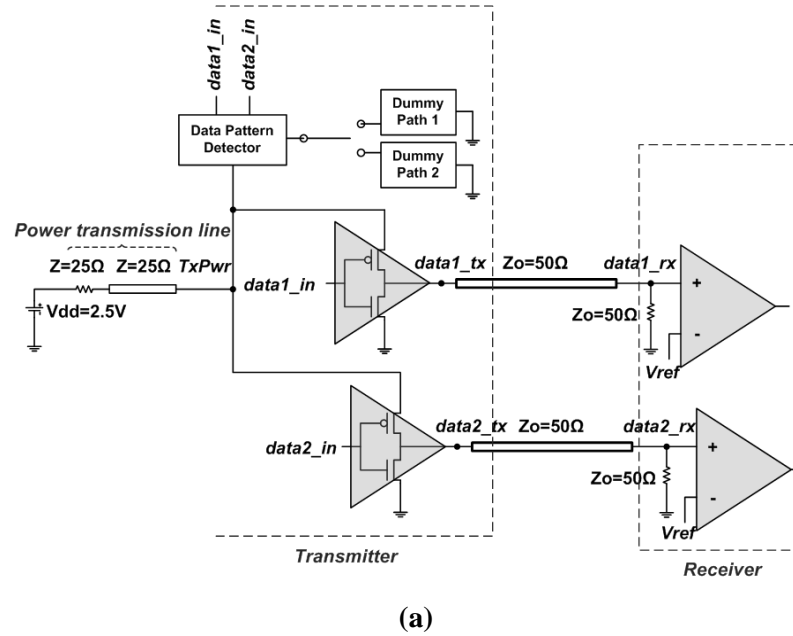 data1_in
data2_in
Data Pattern
Detector
Dummy
Path 1
Dummy
Path 2
Power transmission line
Z=25Ω
Z=25Ω
TxPwr
Vdd=2.5V
data1_in
data1_tx
Zo=50Ω
data1_rx
Zo=50Ω
+
-
Vref
data2_in
data2_tx
Zo=50Ω
data2_rx
Zo=50Ω
+
-
Vref
Transmitter
Receiver
(a)